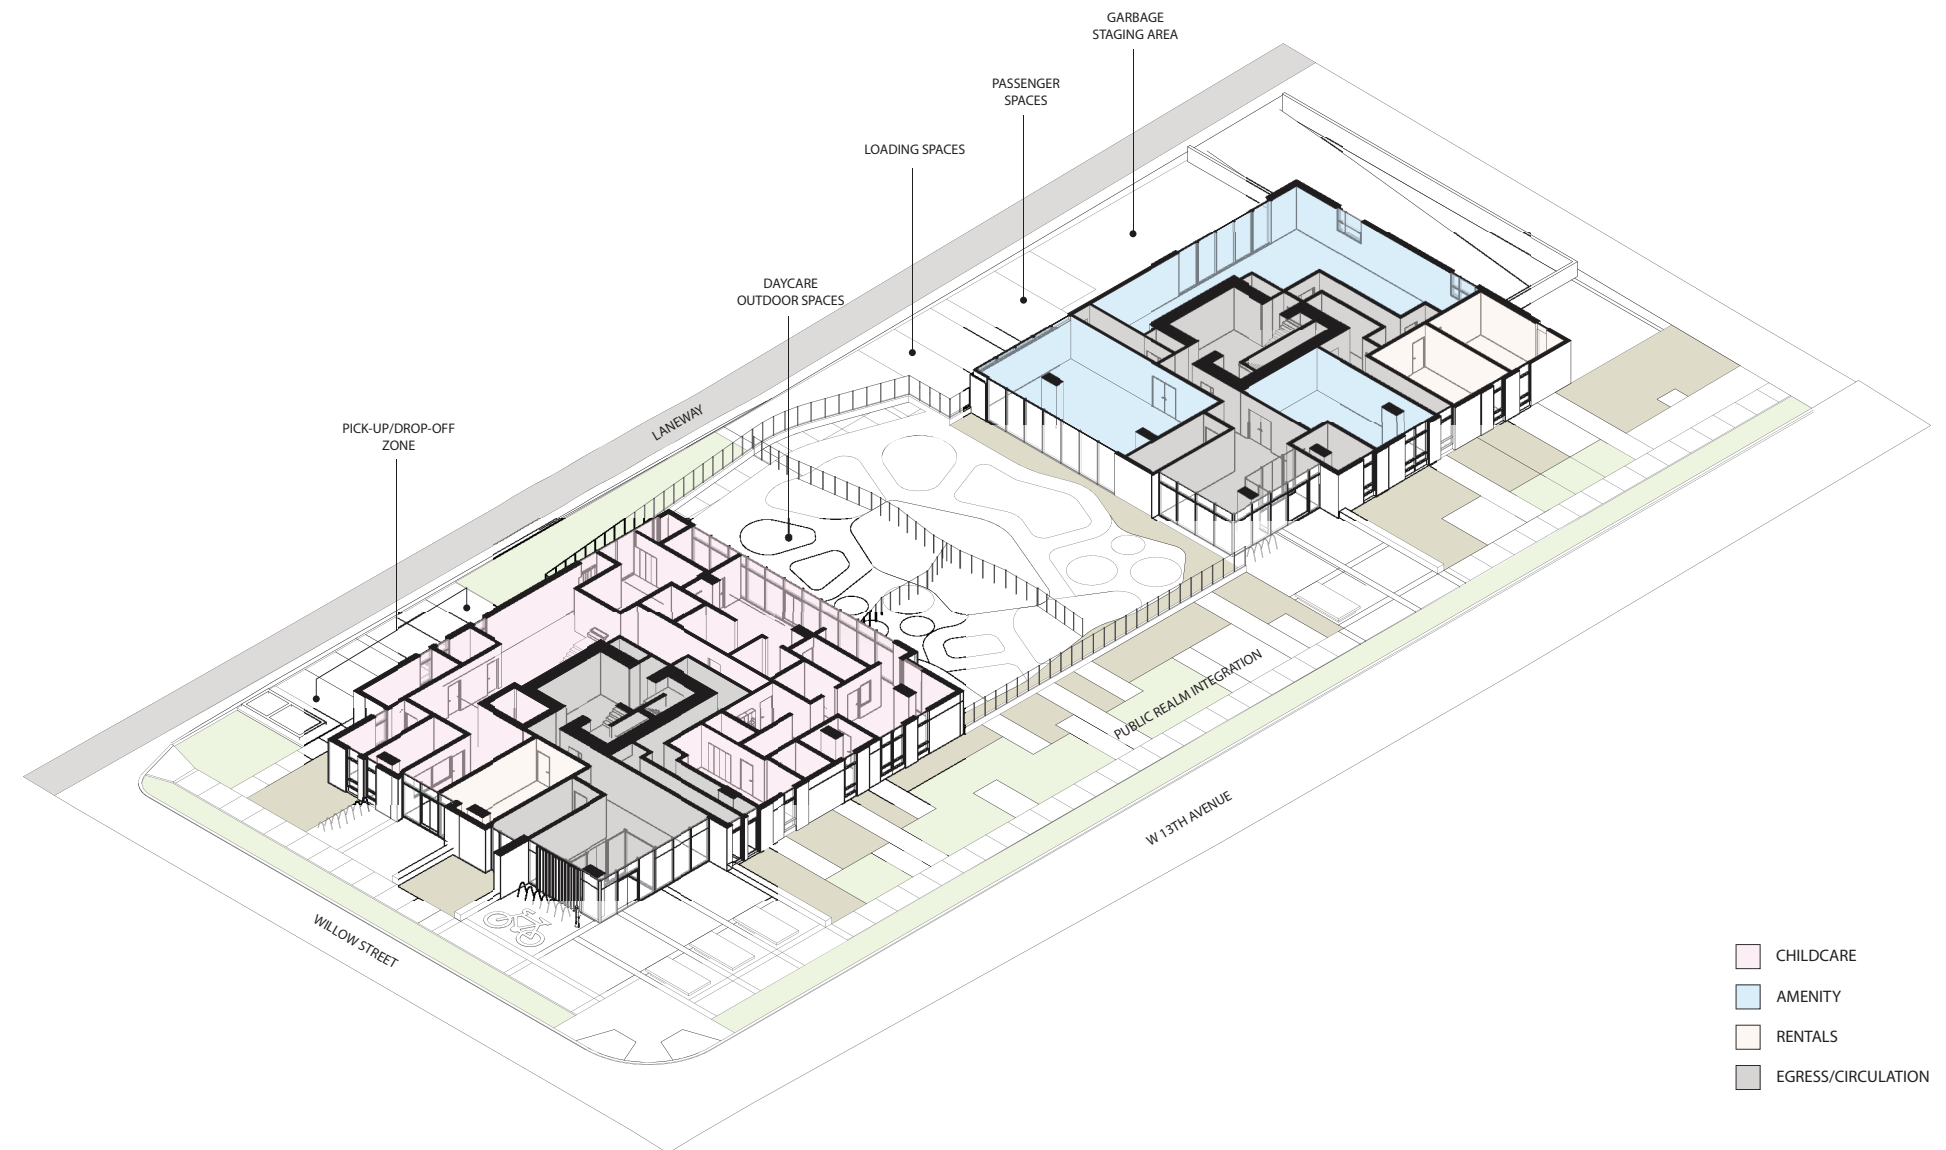 GARBAGE
STAGING AREA
PASSENGER
SPACES
LOADING SPACES
DAYCARE
OUTDOOR SPACES
PICK-UP/DROP-OFF
ZONE
LANEWAY
PUBLIC REALM INTEGRATION
W 13TH AVENUE
WILLOW STREET
CHILDCARE
AMENITY
RENTALS
EGRESS/CIRCULATION